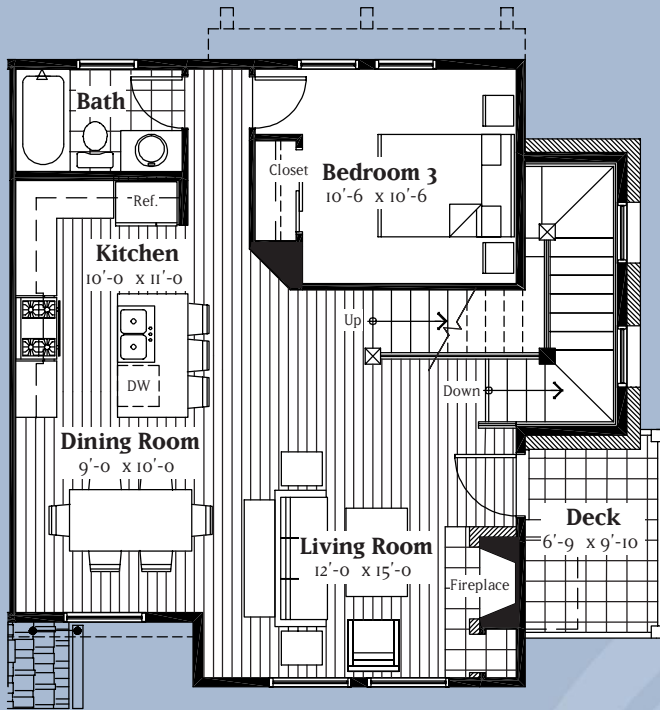 Bath
Closet
Bedroom 3
10'-6 x 10'-6
Ref.
Kitchen
10'-0 x 11'-0
Up
DW
Down
Dining Room
9'-0 x 10'-0
Deck
6'-9 x 9'-10
Living Room
12'-0 x 15'-0
Fireplace